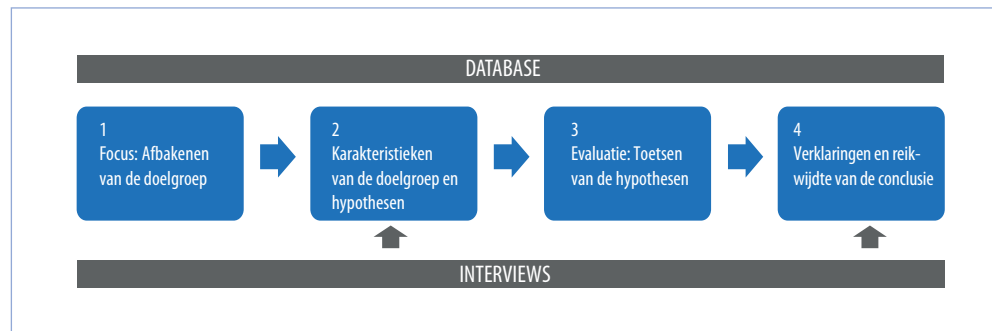 DATABASE
1
Focus: Afbakenen
van de doelgroep
2
Karakteristieken
van de doelgroep en
hypothesen
3
Evaluatie: Toetsen
van de hypothesen
4
Verklaringen en reik-
wijdte van de conclusie
INTERVIEWS